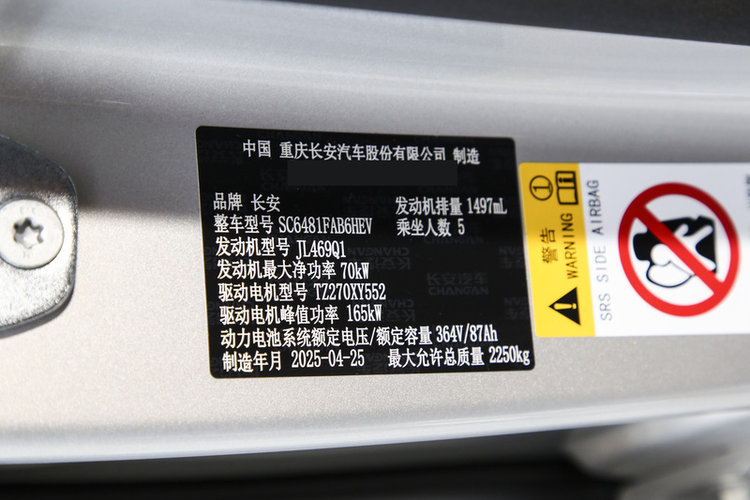 中国 重庆长安汽车股份有限公司 制造
品牌 长安 发动机排量 1497mL
整车型号 SC6481FAB6HEV 乘坐人数 5
发动机型号 JL469Q1
发动机最大净功率 70kW
驱动电机型号 TZ270XY552
驱动电机峰值功率 165kW
动力电池系统额定电压/额定容量 364V/87Ah
制造年月 2025-04-25 最大允许总质量 2250kg
长安汽车
CHANGAN
警告
WARNING
SRS SIDE AIRBAG